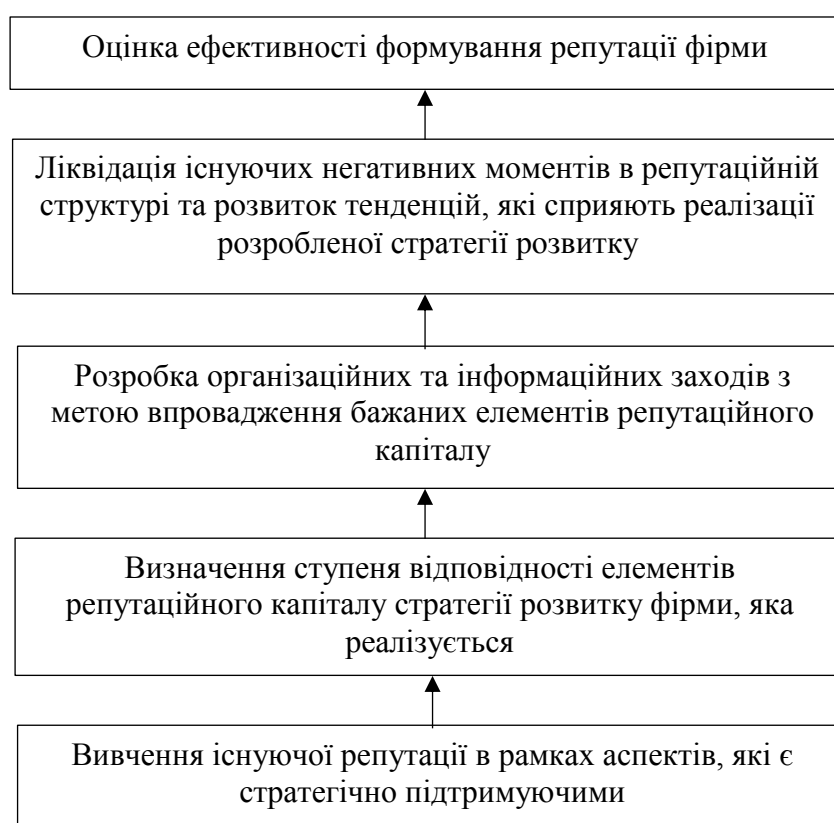 Оцінка ефективності формування репутації фірми
Ліквідація існуючих негативних моментів в репутаційній
структурі та розвиток тенденцій, які сприяють реалізації
розробленої стратегії розвитку
Розробка організаційних та інформаційних заходів з
метою впровадження бажаних елементів репутаційного
капіталу
Визначення ступеня відповідності елементів
репутаційного капіталу стратегії розвитку фірми, яка
реалізується
Вивчення існуючої репутації в рамках аспектів, які є
стратегічно підтримуючими